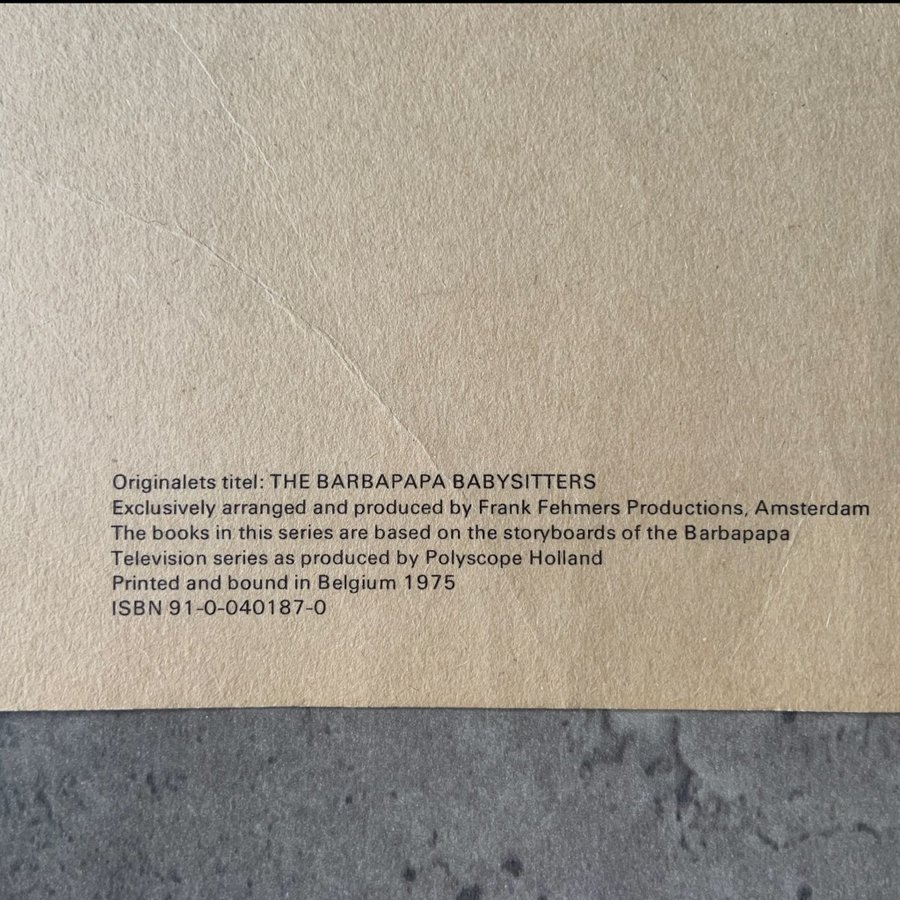 Originalets titel: THE BARBAPAPA BABYSITTERS
Exclusively arranged and produced by Frank Fehmers Productions, Amsterdam
The books in this series are based on the storyboards of the Barbapapa
Television series as produced by Polyscope Holland
Printed and bound in Belgium 1975
ISBN 91-0-040187-0